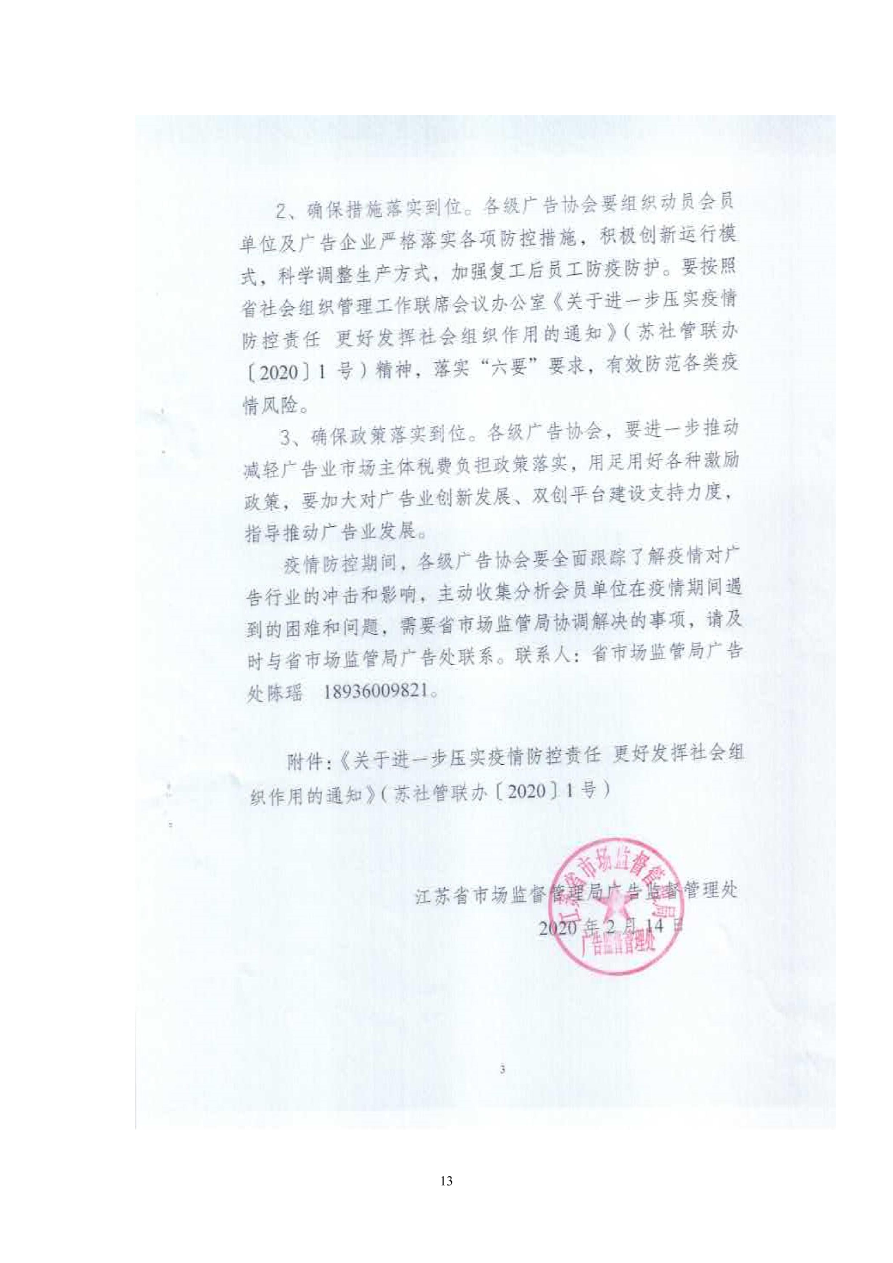 2、确保措施落实到位。各级广告协会要组织动员会员
单位及广告企业严格落实各项防控措施，积极创新运行模
式，科学调整生产方式，加强复工后员工防疫防护。要按照
省社会组织管理工作联席会议办公室《关于进一步压实疫情
防控责任 更好发挥社会组织作用的通知》（苏社管联办
〔2020〕1 号）精神，落实“六要”要求，有效防范各类疫
情风险。
3、确保政策落实到位。各级广告协会，要进一步推动
减轻广告业市场主体税费负担政策落实，用足用好各种激励
政策，要加大对广告业创新发展、双创平台建设支持力度，
指导推动广告业发展。
疫情防控期间，各级广告协会要全面跟踪了解疫情对广
告行业的冲击和影响，主动收集分析会员单位在疫情期间遇
到的困难和问题，需要省市场监管局协调解决的事项，请及
时与省市场监管局广告处联系。联系人：省市场监管局广告
处陈瑶 18936009821。
附件：《关于进一步压实疫情防控责任 更好发挥社会组
织作用的通知》（苏社管联办〔2020〕1 号）
江苏省市场监督管理局广告监督管理处
2020 年 2 月 14 日
江苏省市场监督管理局
广告监督管理处
3
13